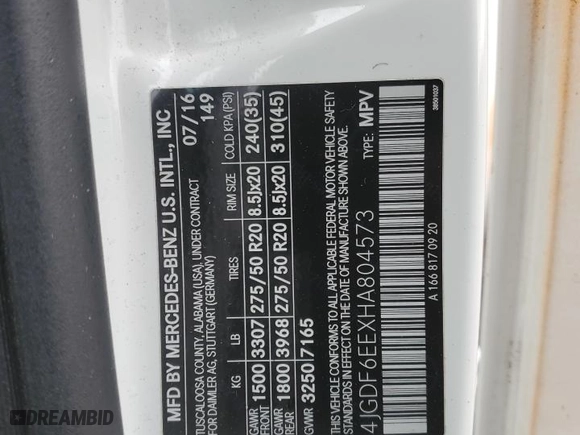 MFD BY MERCEDES-BENZ U.S. INTL., INC
TUSCALOOSA COUNTY, ALABAMA (USA), UNDER CONTRACT
FOR DAIMLER AG, STUTTGART (GERMANY)
07/16
149
KG LB TIRES RIM SIZE COLD KPA(PSI)
GAWR FRONT 1500 3307 275/50 R20 8.5Jx20 240(35)
GAWR REAR 1800 3968 275/50 R20 8.5Jx20 310(45)
GVWR 3250 7165
THIS VEHICLE CONFORMS TO ALL APPLICABLE FEDERAL MOTOR VEHICLE SAFETY
STANDARDS IN EFFECT ON THE DATE OF MANUFACTURE SHOWN ABOVE.
4JGDF6EEXHA804573 TYPE: MPV
A 166 817 09 20
38501037
DREAMBID